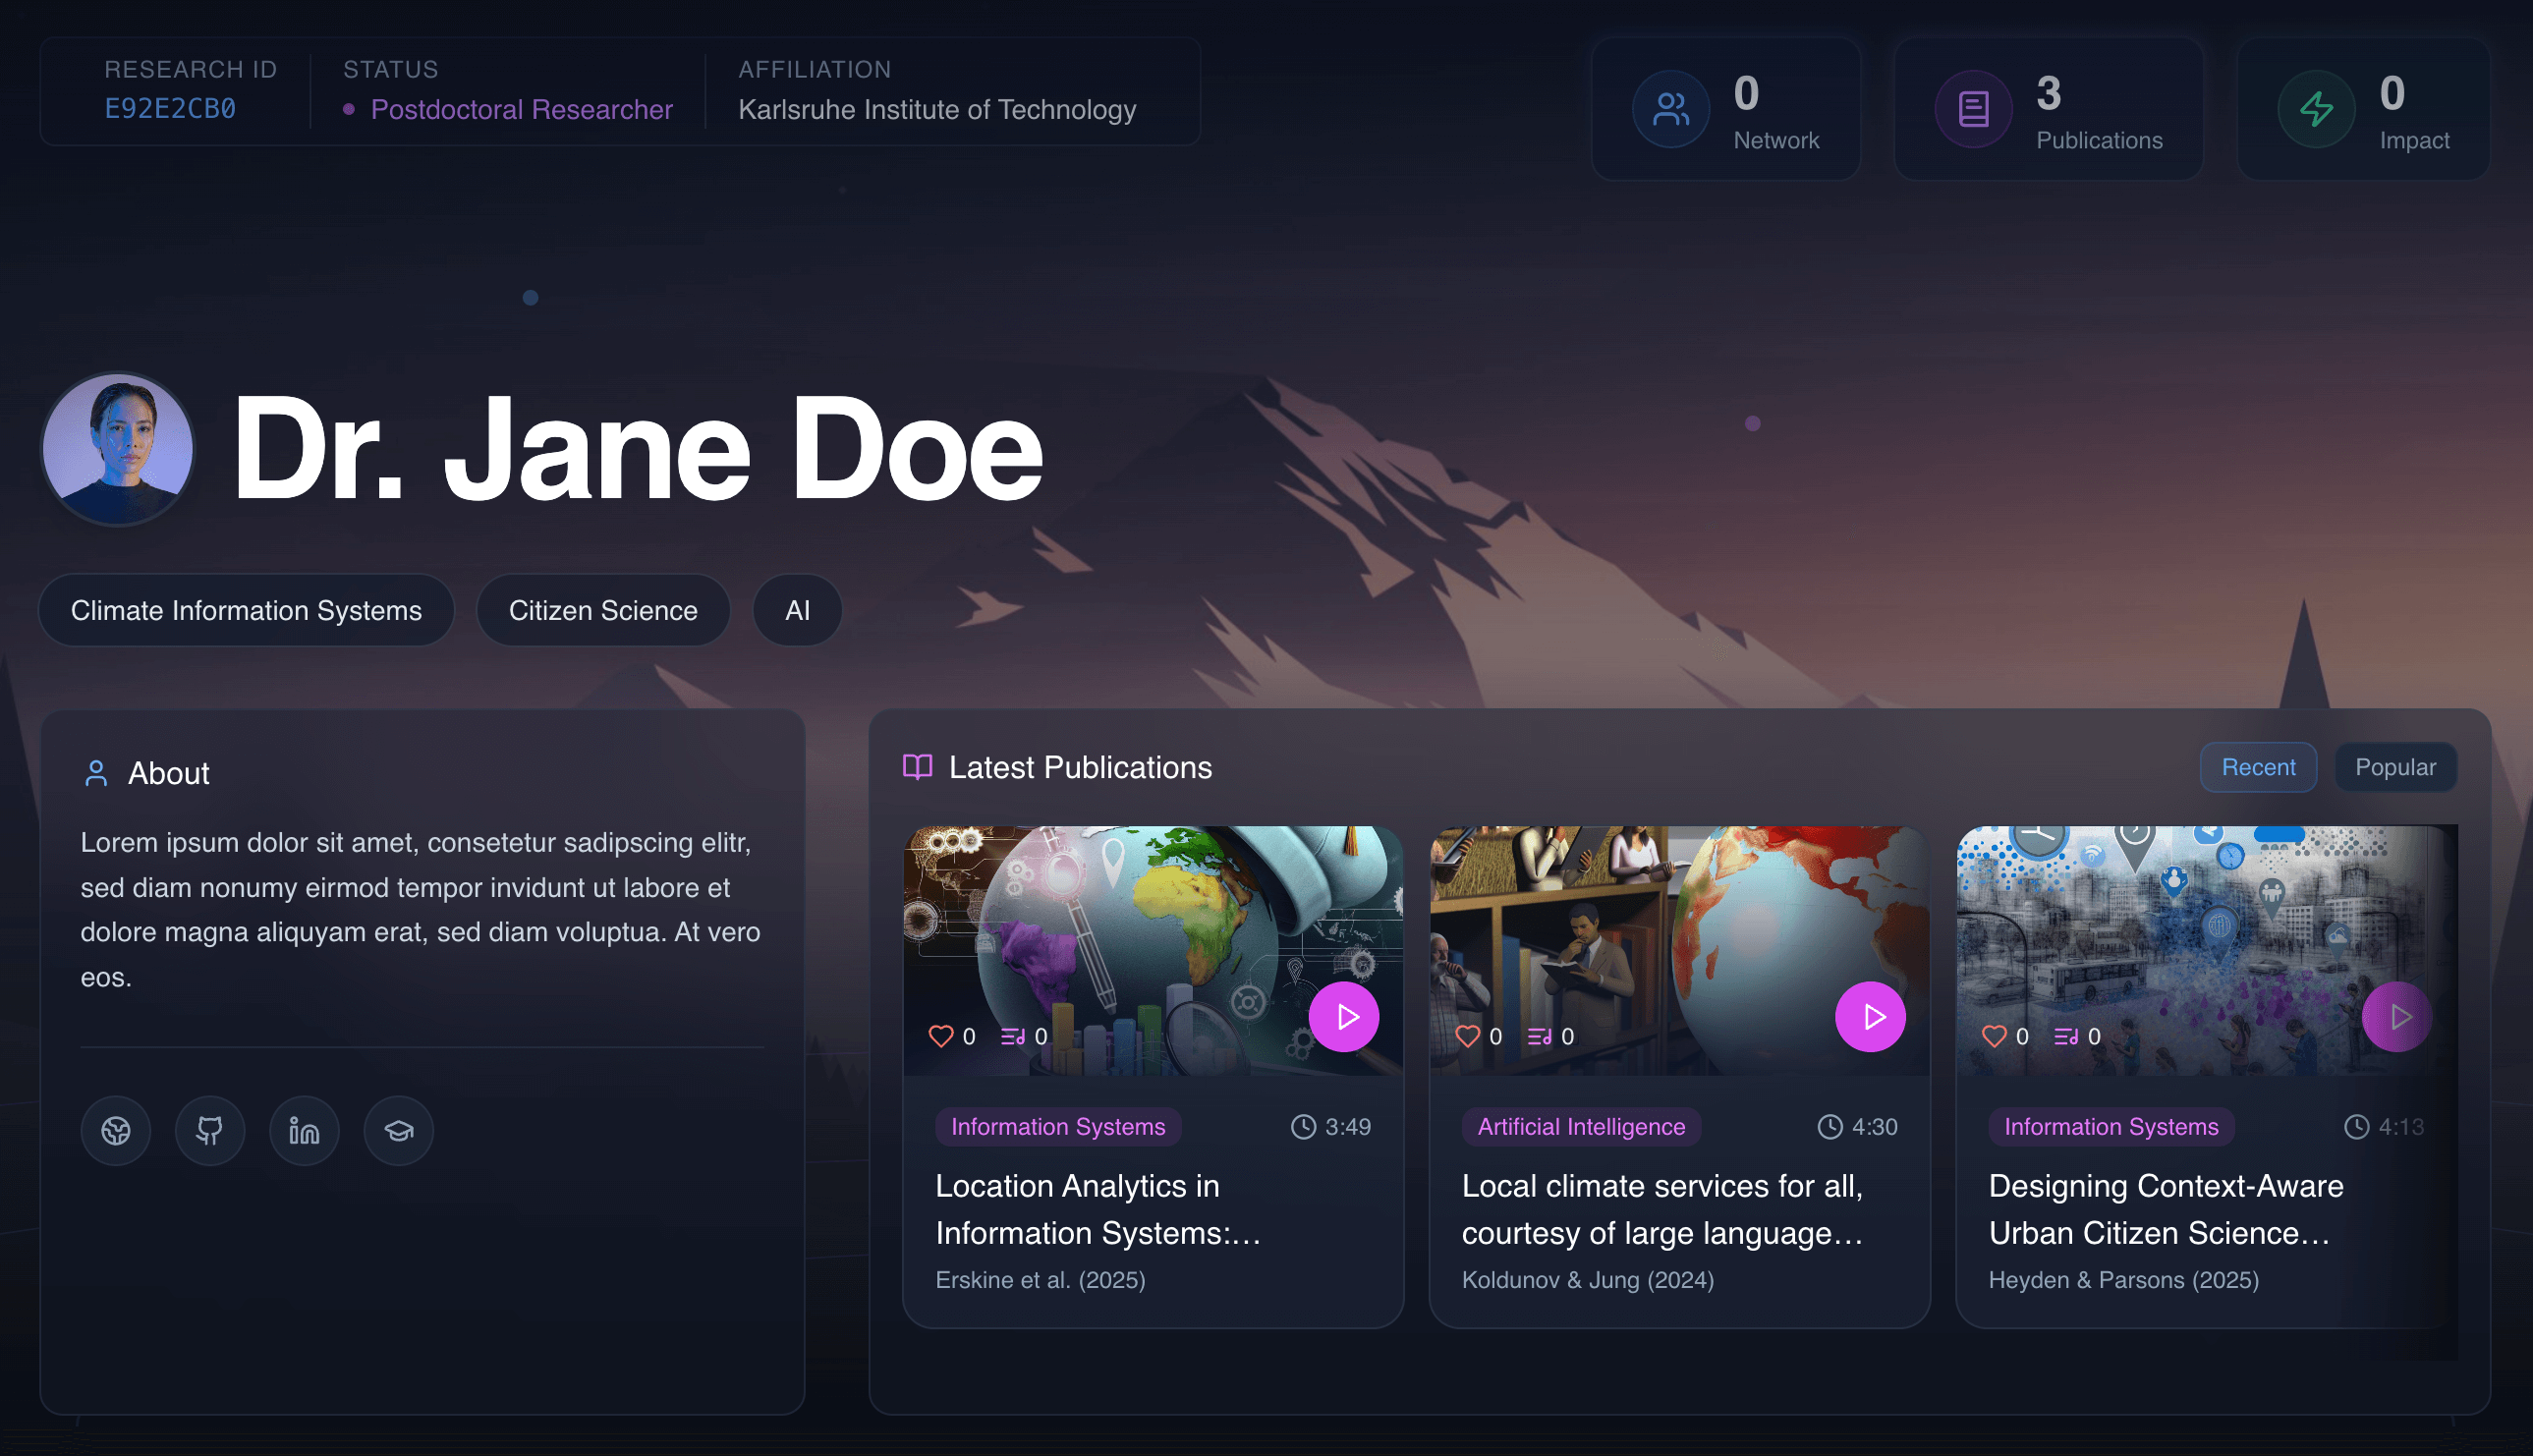 RESEARCH ID
E92E2CB0
STATUS
Postdoctoral Researcher
AFFILIATION
Karlsruhe Institute of Technology
0
Network
3
Publications
0
Impact
Dr. Jane Doe
Climate Information Systems
Citizen Science
AI
About
Lorem ipsum dolor sit amet, consetetur sadipscing elitr,
sed diam nonumy eirmod tempor invidunt ut labore et
dolore magna aliquyam erat, sed diam voluptua. At vero
eos.
in
Latest Publications
Recent
Popular
0 0
Information Systems
3:49
Location Analytics in
Information Systems:...
Erskine et al. (2025)
0 0
Artificial Intelligence
4:30
Local climate services for all,
courtesy of large language...
Koldunov & Jung (2024)
0 0
Information Systems
4:13
Designing Context-Aware
Urban Citizen Science...
Heyden & Parsons (2025)